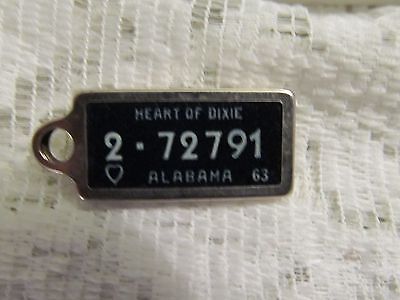 HEART OF DIXIE
2-72791
ALABAMA 63